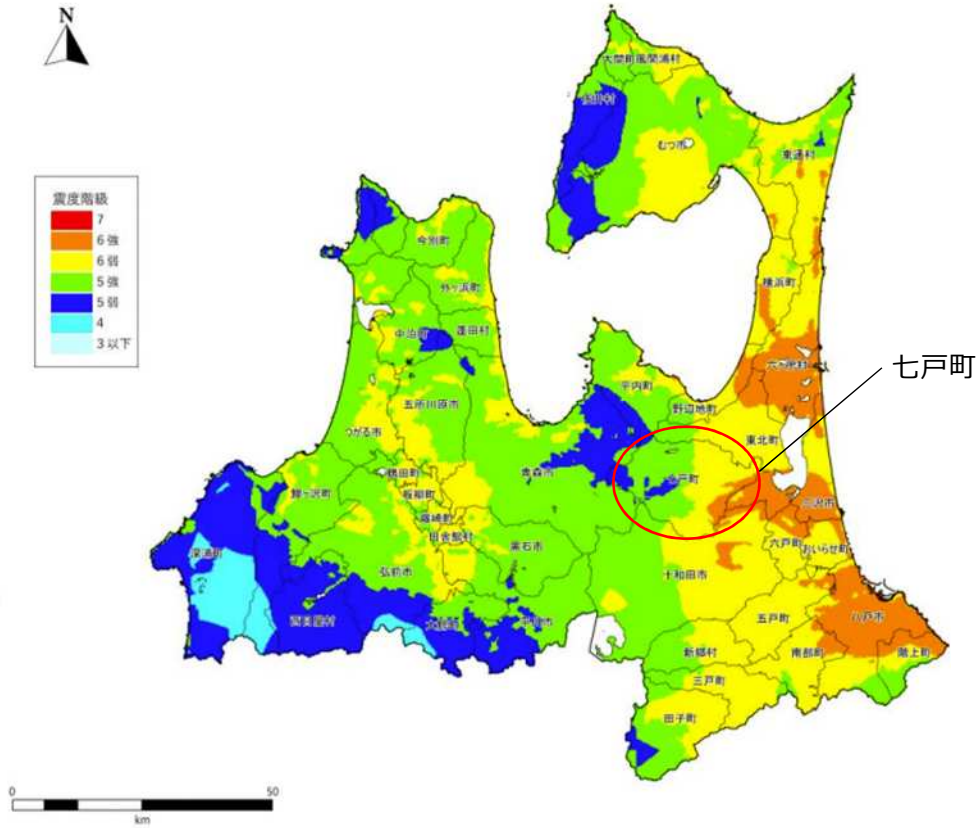 N
震度階級
7
6強
6弱
5強
5弱
4
3以下
大間町
風間浦村
佐井村
むつ市
東通村
今別町
外ヶ浜町
横浜町
中泊町
蓬田村
六ヶ所村
七戸町
平内町
五所川原市
野辺地町
つがる市
東北町
青森市
鶴田町
七戸町
鰺ヶ沢町
板柳町
三沢市
藤崎町
田舎館村
黒石市
六戸町
おいらせ町
深浦町
弘前市
十和田市
西目屋村
大鰐町
平川市
五戸町
八戸市
新郷村
南部町
階上町
三戸町
田子町
0
50
km